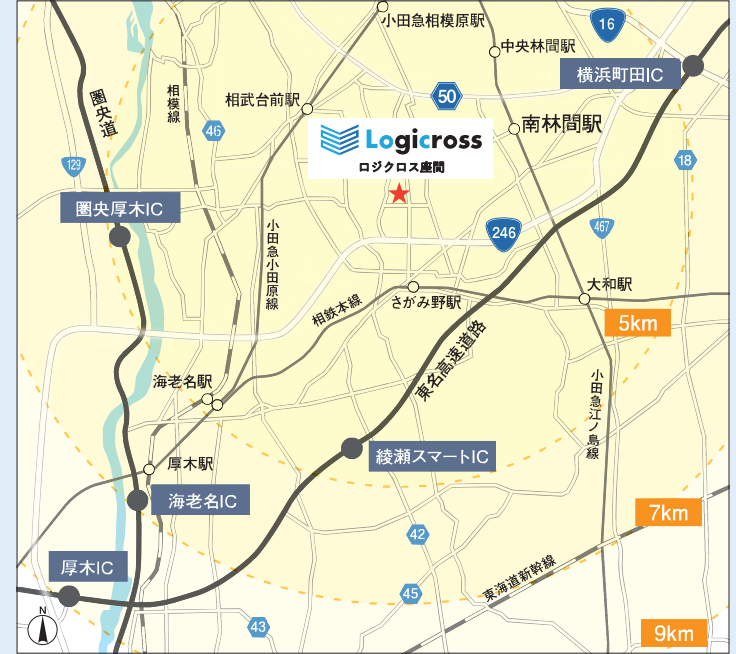 小田急相模原駅
16
中央林間駅
横浜町田IC
圏央道
相模線
相武台前駅
50
46
南林間駅
Logicross
ロジクロス座間
129
18
圏央厚木IC
246
467
小田急小田原線
大和駅
さがみ野駅
相鉄本線
5km
東名高速道路
海老名駅
小田急江ノ島線
綾瀬スマートIC
厚木駅
海老名IC
7km
42
厚木IC
東海道新幹線
45
N
43
9km